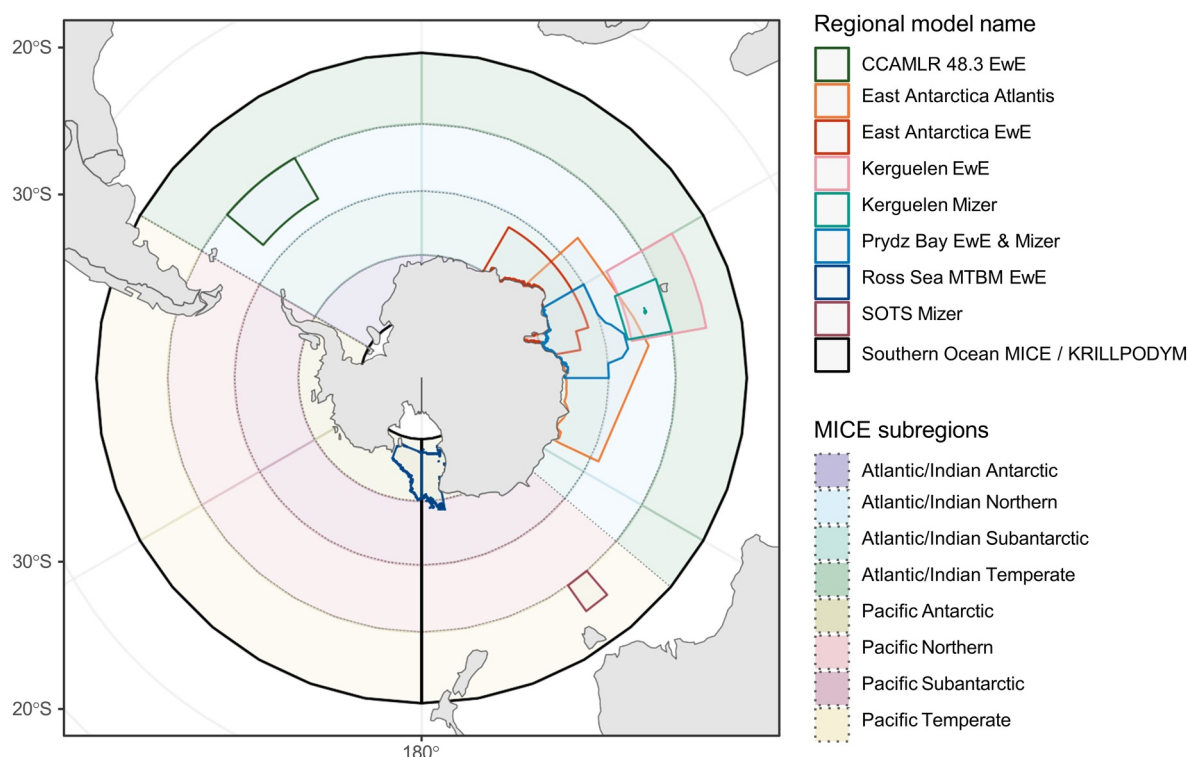 20°S
30°S
30°S
20°S
180°
Regional model name
CCAMLR 48.3 EwE
East Antarctica Atlantis
East Antarctica EwE
Kerguelen EwE
Kerguelen Mizer
Prydz Bay EwE & Mizer
Ross Sea MTBM EwE
SOTS Mizer
Southern Ocean MICE / KRILLPODYM
MICE subregions
Atlantic/Indian Antarctic
Atlantic/Indian Northern
Atlantic/Indian Subantarctic
Atlantic/Indian Temperate
Pacific Antarctic
Pacific Northern
Pacific Subantarctic
Pacific Temperate